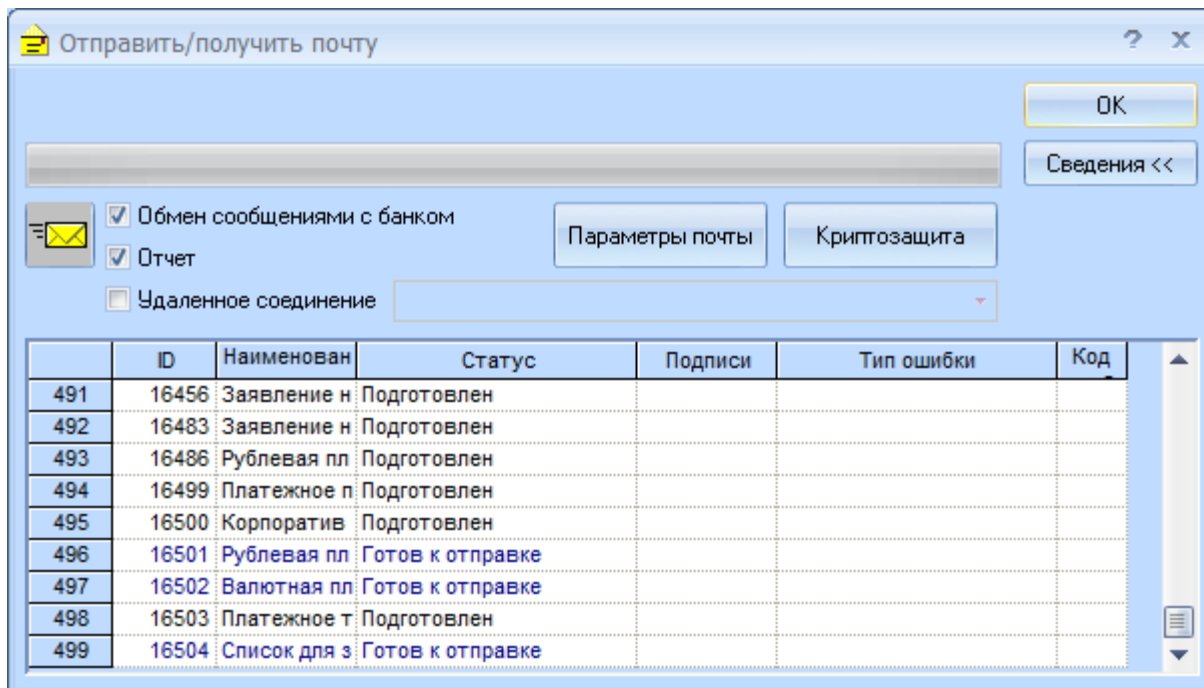 Отправить/получить почту
OK
Сведения <<
Обмен сообщениями с банком
Параметры почты
Криптозащита
Отчет
Удаленное соединение
ID Наименован Статус Подписи Тип ошибки Код
491 16456 Заявление н Подготовлен
492 16483 Заявление н Подготовлен
493 16486 Рублевая пл Подготовлен
494 16499 Платежное п Подготовлен
495 16500 Корпоратив Подготовлен
496 16501 Рублевая пл Готов к отправке
497 16502 Валютная пл Готов к отправке
498 16503 Платежное т Подготовлен
499 16504 Список для з Готов к отправке